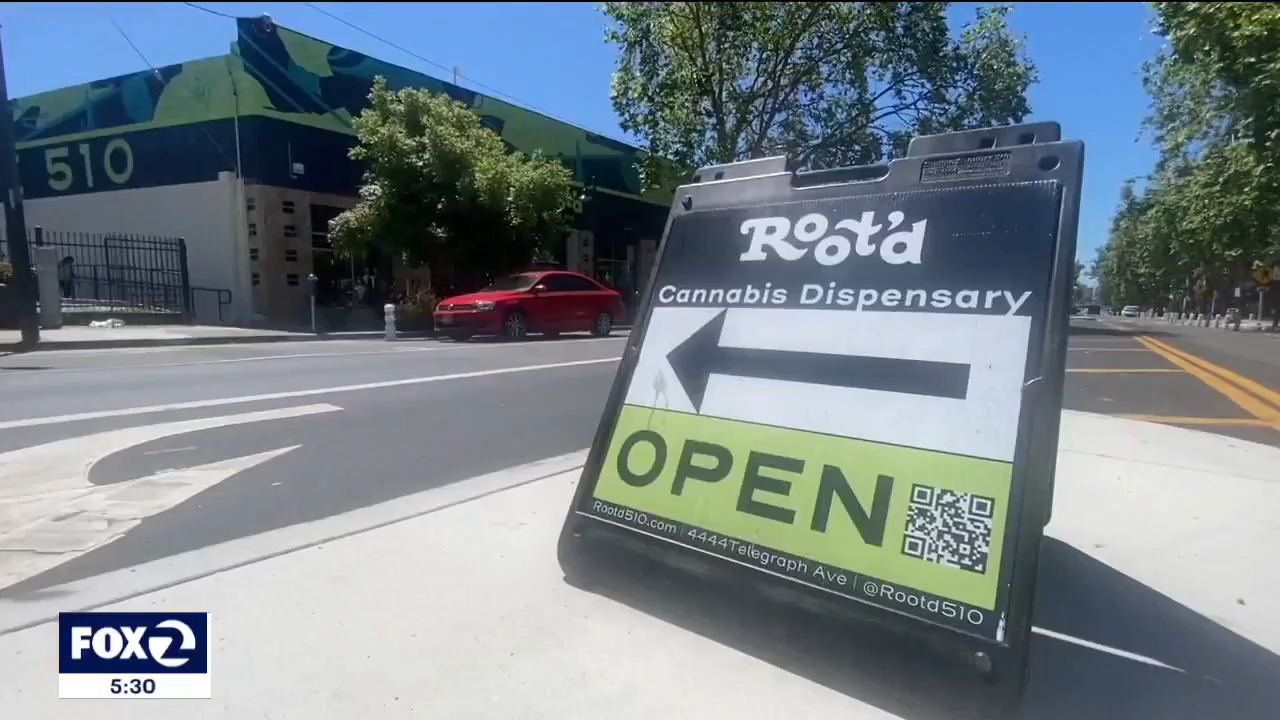 510
Root'd
Cannabis Dispensary
OPEN
Rootd510.com | 4444Telegraph Ave | @Rootd510
FOX 2
5:30